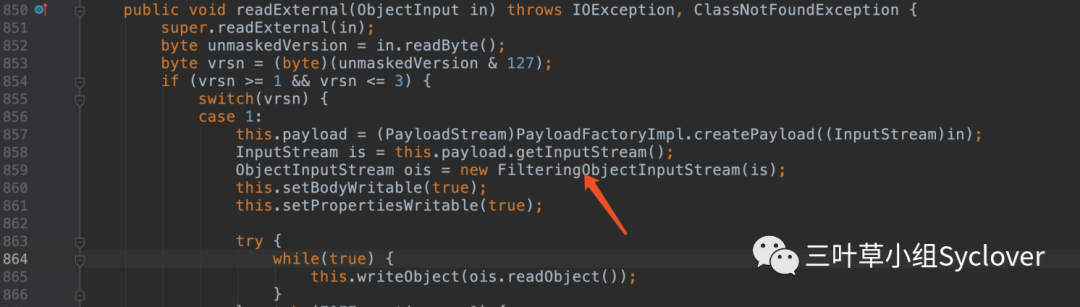 850 public void readExternal(ObjectInput in) throws IOException, ClassNotFoundException {
851 super.readExternal(in);
852 byte unmaskedVersion = in.readByte();
853 byte vrsn = (byte)(unmaskedVersion & 127);
854 if (vrsn >= 1 && vrsn <= 3) {
855 switch(vrsn) {
856 case 1:
857 this.payload = (PayloadStream)PayloadFactoryImpl.createPayload((InputStream)in);
858 InputStream is = this.payload.getInputStream();
859 ObjectInputStream ois = new FilteringObjectInputStream(is);
860 this.setBodyWritable(true);
861 this.setPropertiesWritable(true);
862
863 try {
864 while(true) {
865 this.writeObject(ois.readObject());
866 }
三叶草小组Syclover